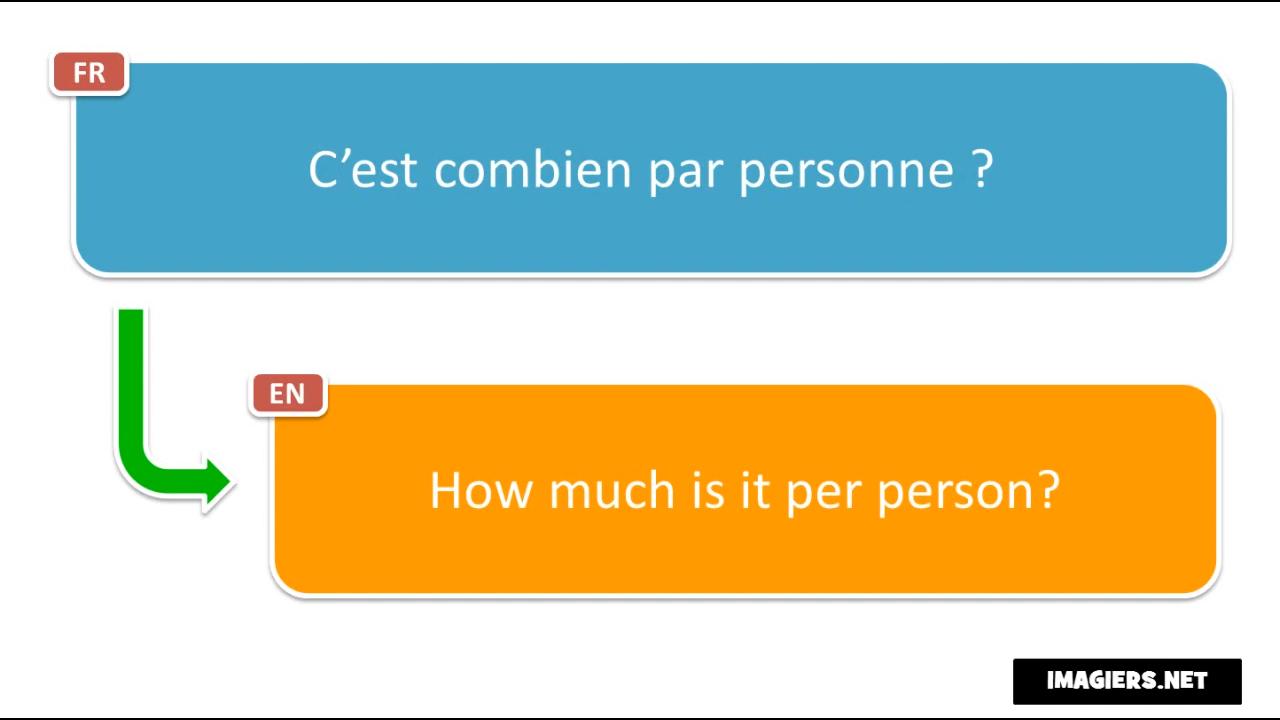 FR
C’est combien par personne ?
EN
How much is it per person?
IMAGIERS.NET